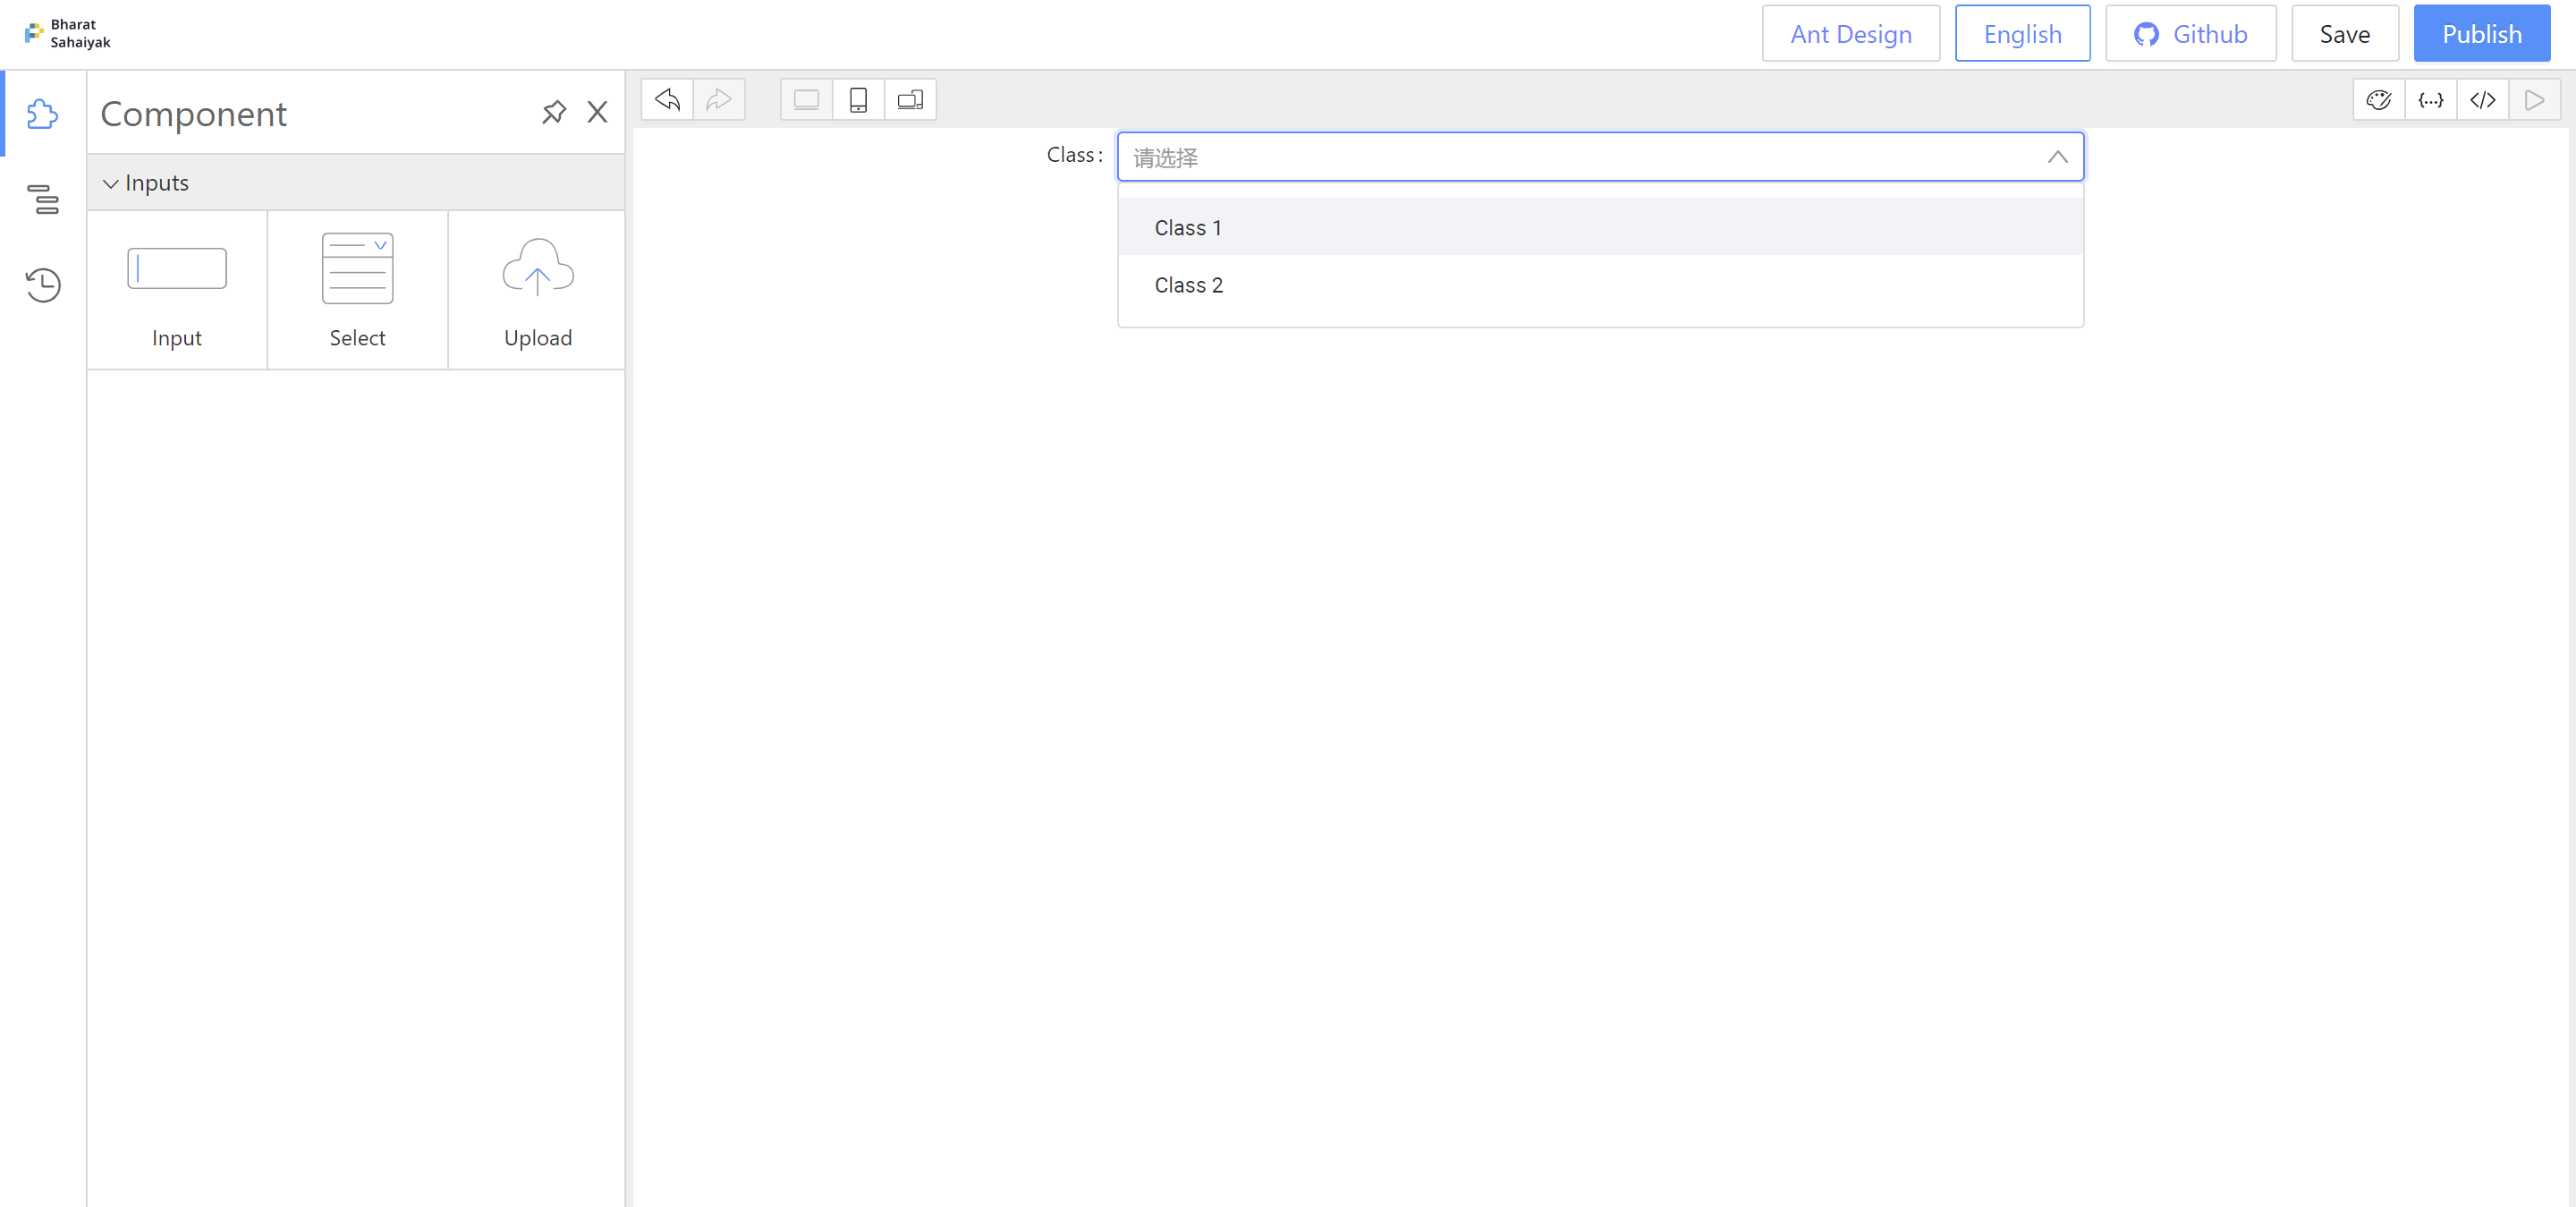 Bharat
Sahaiyak
Ant Design
English
Github
Save
Publish
Component
Inputs
Input
Select
Upload
{...}
</>
Class:
请选择
Class 1
Class 2